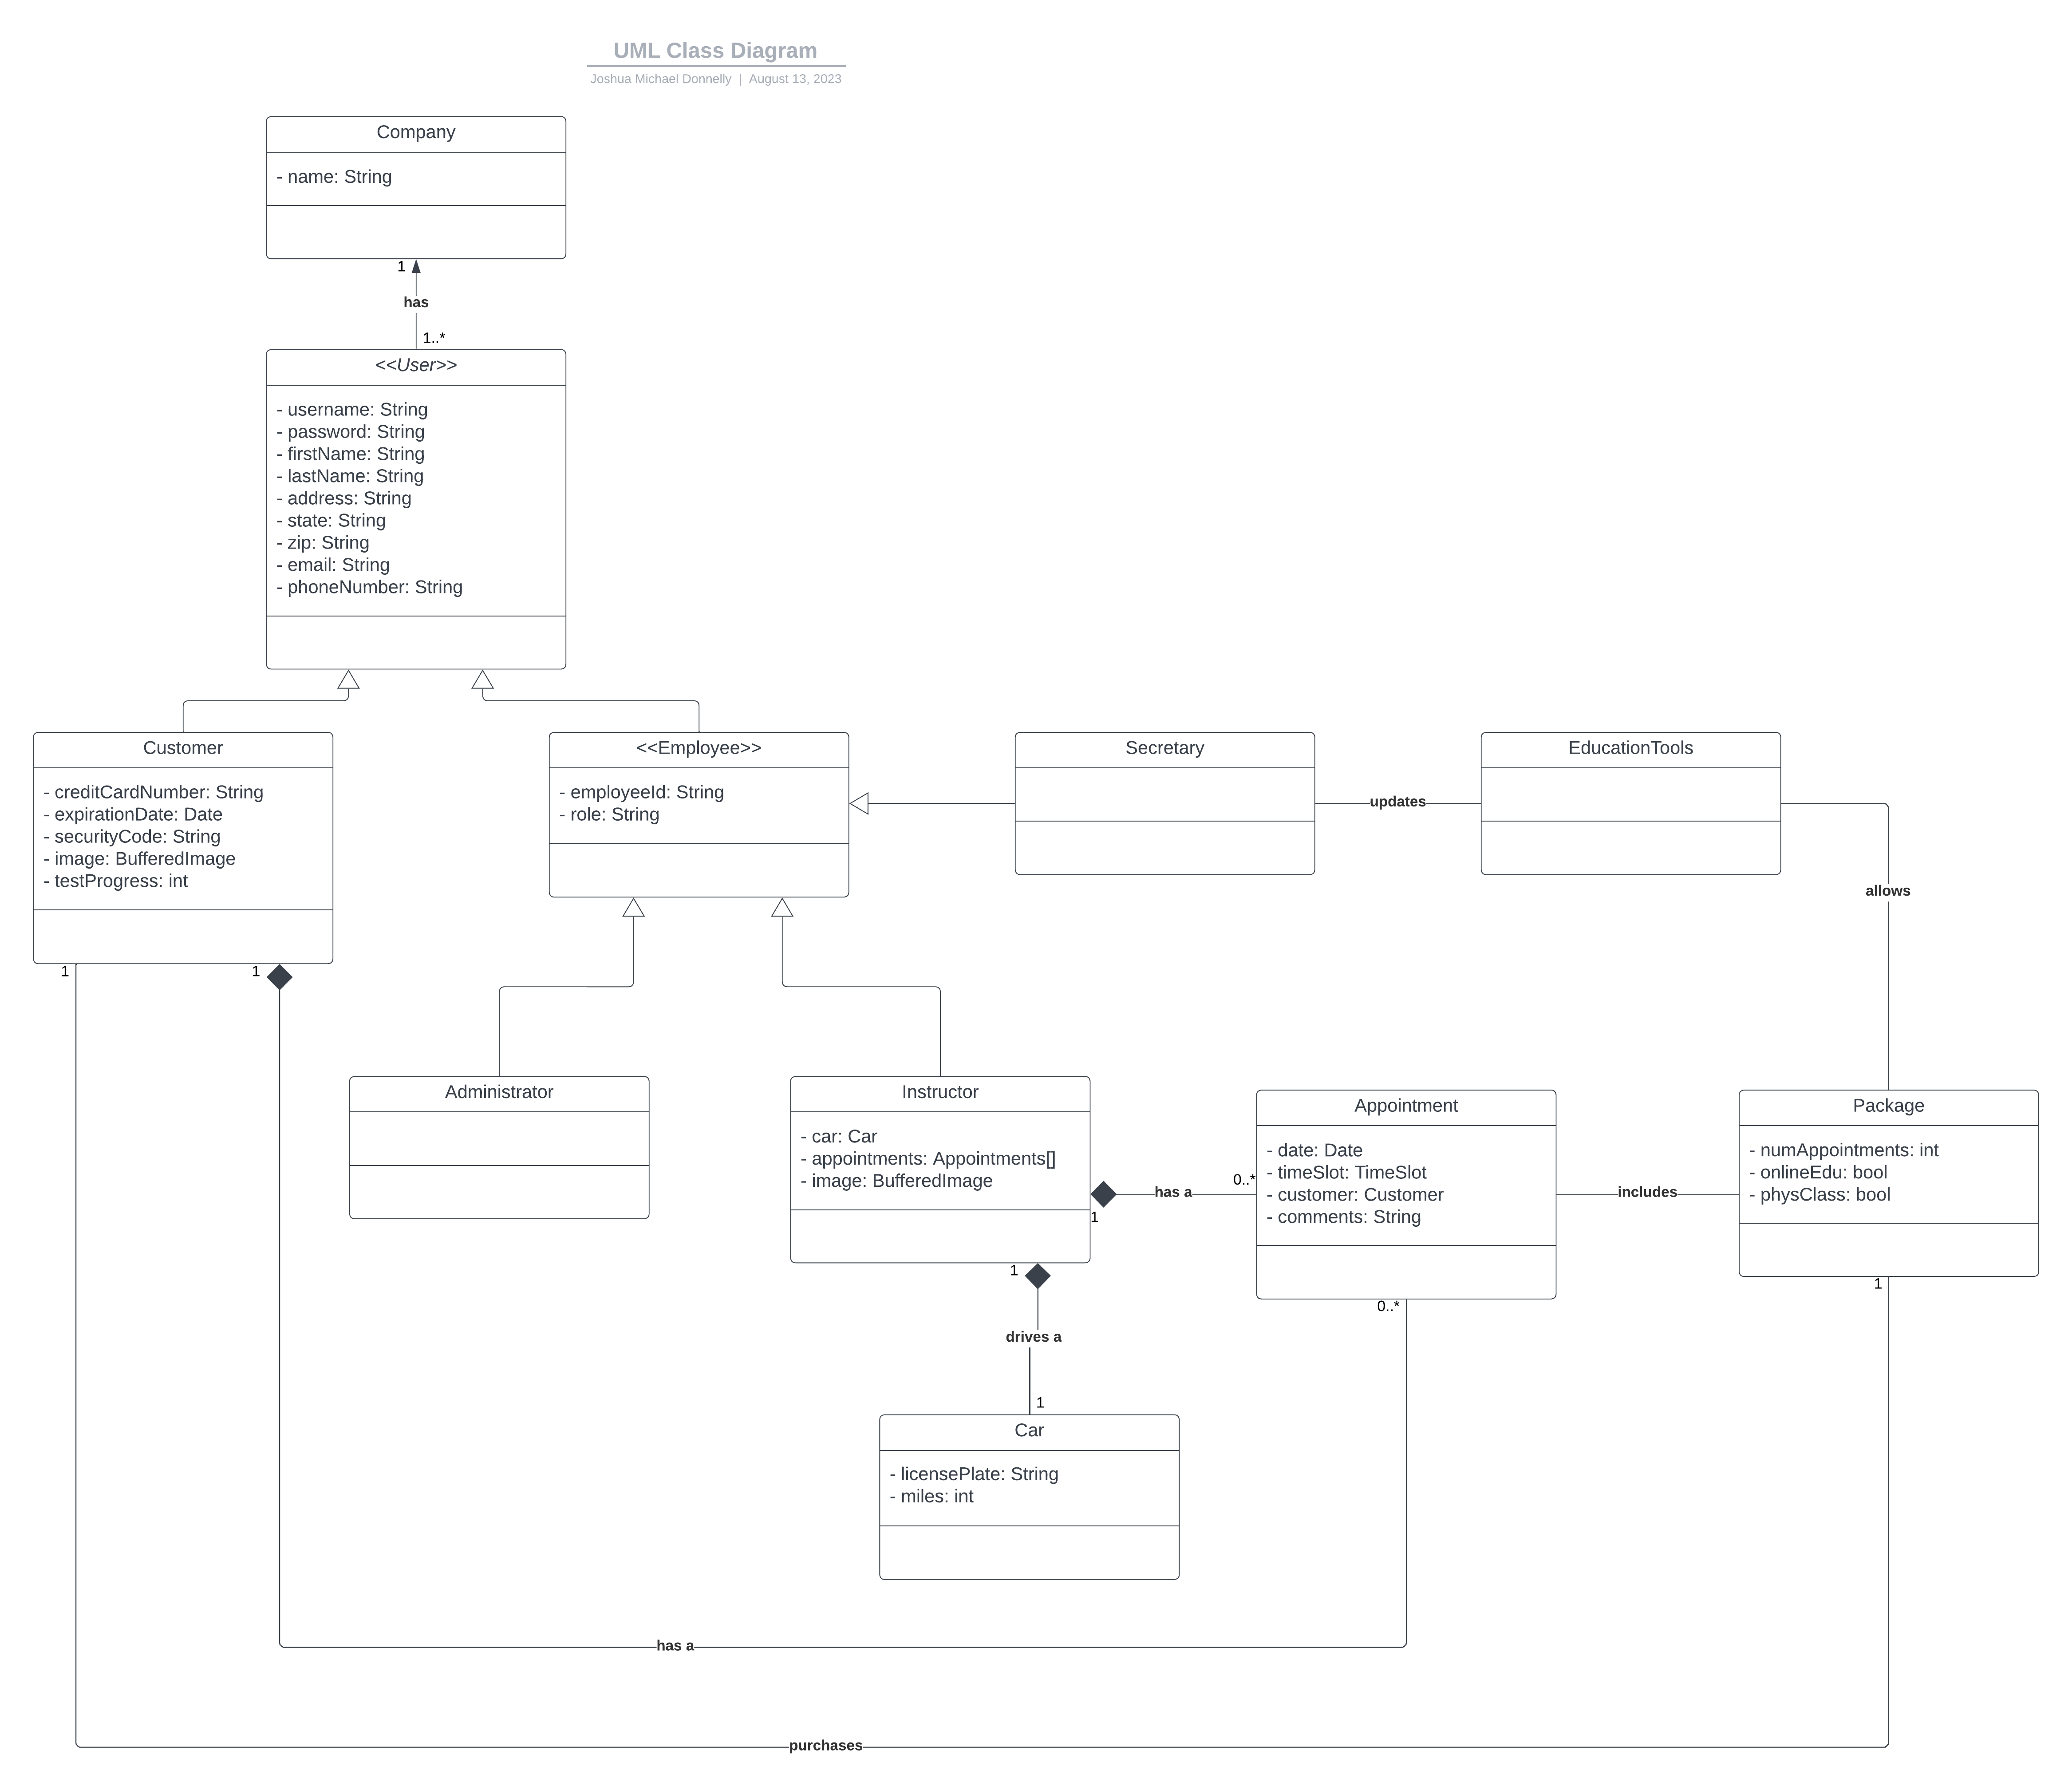 UML Class Diagram
Joshua Michael Donnelly | August 13, 2023
Company
- name: String
1
has
1..*
<<User>>
- username: String
- password: String
- firstName: String
- lastName: String
- address: String
- state: String
- zip: String
- email: String
- phoneNumber: String
Customer
- creditCardNumber: String
- expirationDate: Date
- securityCode: String
- image: BufferedImage
- testProgress: int
1
1
<<Employee>>
- employeeId: String
- role: String
Secretary
updates
EducationTools
allows
Administrator
Instructor
- car: Car
- appointments: Appointments[]
- image: BufferedImage
1
has a
0..*
1
drives a
1
Appointment
- date: Date
- timeSlot: TimeSlot
- customer: Customer
- comments: String
0..*
includes
Package
- numAppointments: int
- onlineEdu: bool
- physClass: bool
1
Car
- licensePlate: String
- miles: int
has a
purchases